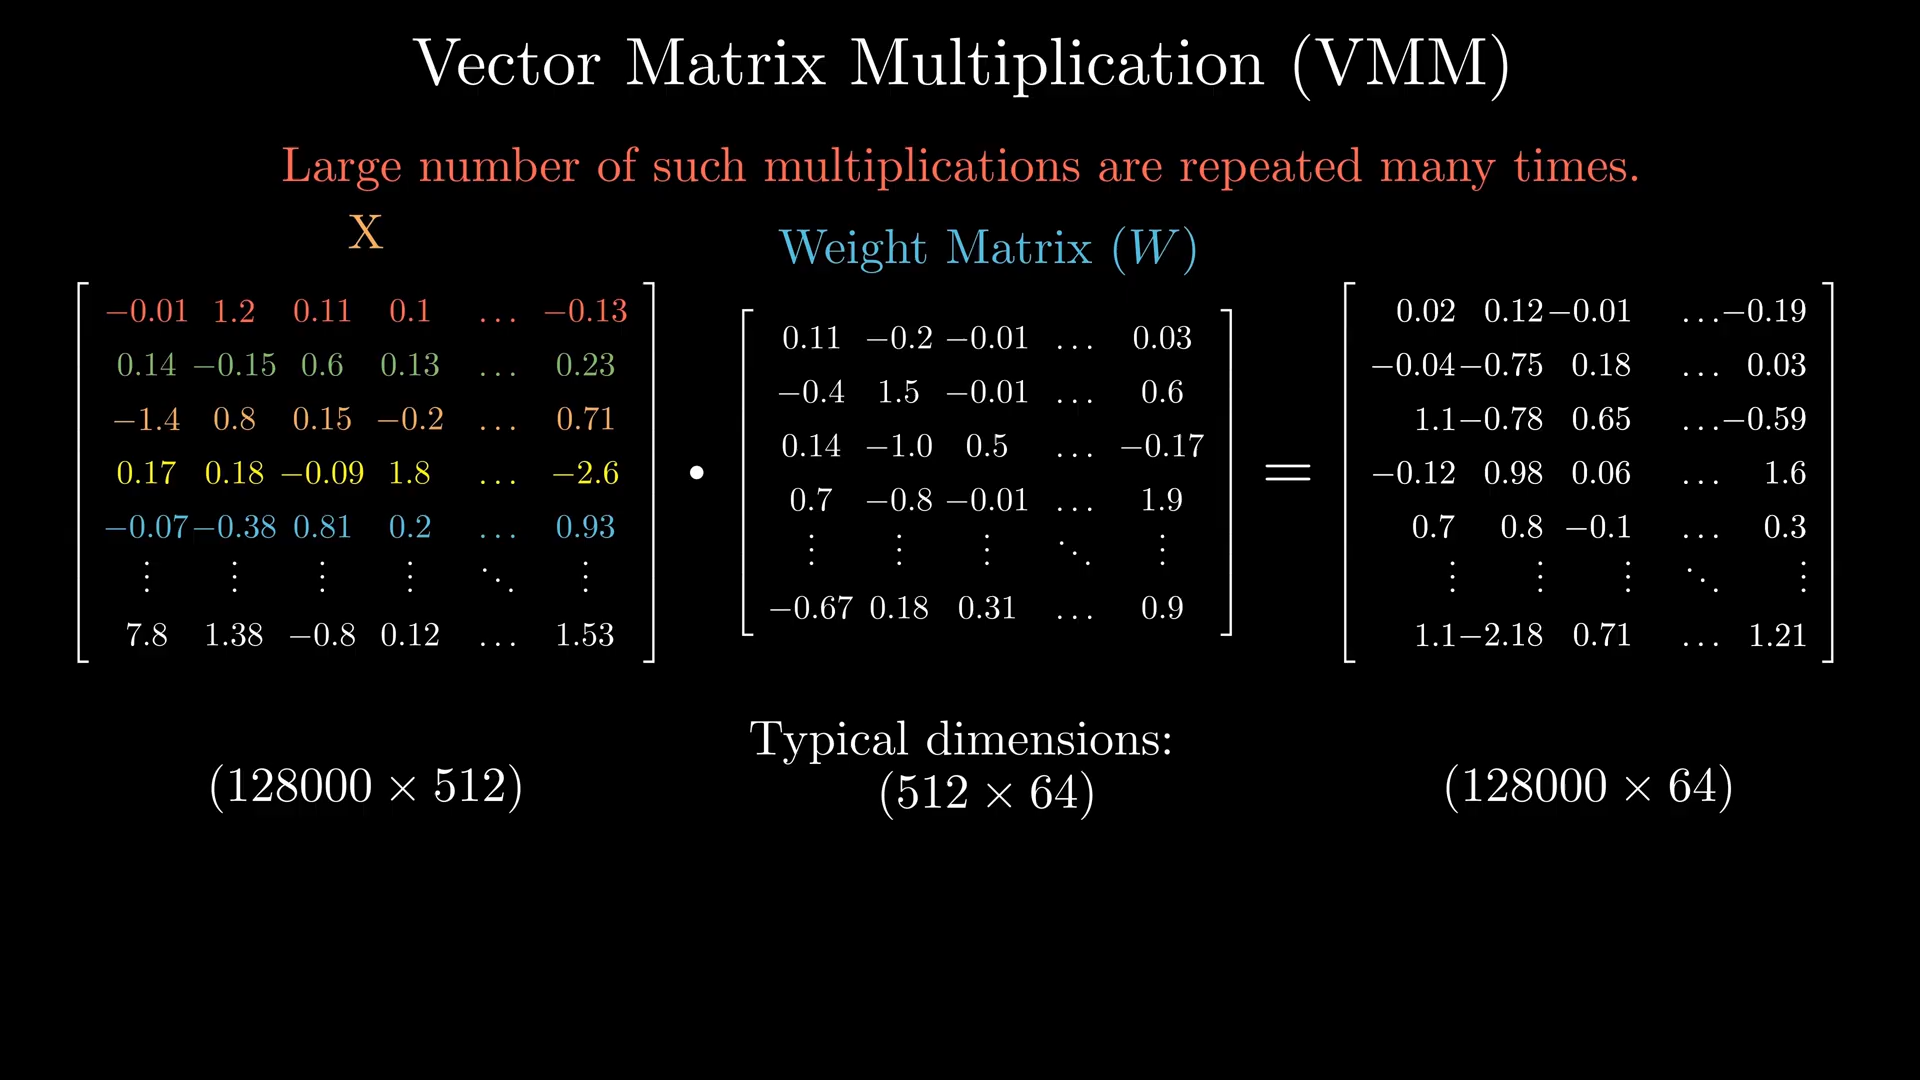 Vector Matrix Multiplication (VMM)
Large number of such multiplications are repeated many times.
X
Weight Matrix (W)
−0.01 1.2 0.11 0.1 … −0.13
0.14 −0.15 0.6 0.13 … 0.23
−1.4 0.8 0.15 −0.2 … 0.71
0.17 0.18 −0.09 1.8 … −2.6
−0.07 −0.38 0.81 0.2 … 0.93
⋮ ⋮ ⋮ ⋮ ⋱ ⋮
7.8 1.38 −0.8 0.12 … 1.53
·
0.11 −0.2 −0.01 … 0.03
−0.4 1.5 −0.01 … 0.6
0.14 −1.0 0.5 … −0.17
0.7 −0.8 −0.01 … 1.9
⋮ ⋮ ⋮ ⋱ ⋮
−0.67 0.18 0.31 … 0.9
=
0.02 0.12 −0.01 … −0.19
−0.04 −0.75 0.18 … 0.03
1.1 −0.78 0.65 … −0.59
−0.12 0.98 0.06 … 1.6
0.7 0.8 −0.1 … 0.3
⋮ ⋮ ⋮ ⋱ ⋮
1.1 −2.18 0.71 … 1.21
Typical dimensions:
(128000 × 512)
(512 × 64)
(128000 × 64)